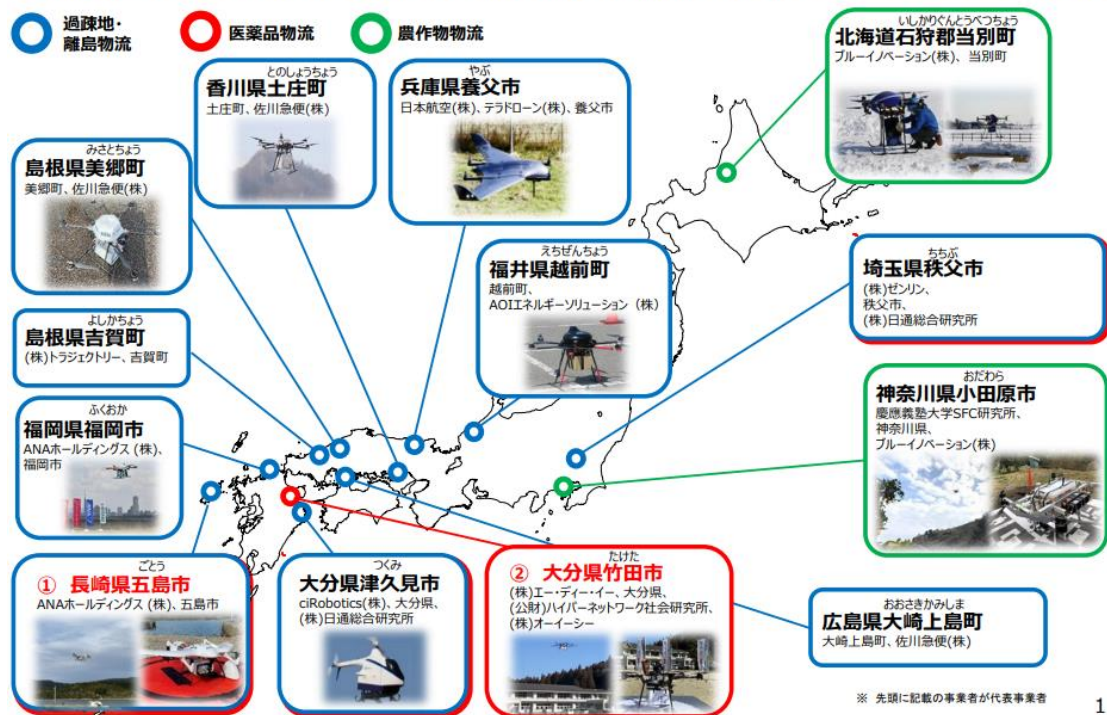 過疎地・
離島物流
医薬品物流
農作物物流
いしかりぐんとうべつちょう
北海道石狩郡当別町
ブルーイノベーション(株)、当別町
とのしょうちょう
香川県土庄町
土庄町、佐川急便(株)
やぶ
兵庫県養父市
日本航空(株)、テラドローン(株)、養父市
みさとちょう
島根県美郷町
美郷町、佐川急便(株)
えちぜんちょう
福井県越前町
越前町、
AOIエネルギーソリューション（株）
ちちぶ
埼玉県秩父市
(株)ゼンリン、
秩父市、
(株)日通総合研究所
よしかちょう
島根県吉賀町
(株)トラジェクトリー、吉賀町
おだわら
神奈川県小田原市
慶應義塾大学SFC研究所、
神奈川県、
ブルーイノベーション(株)
ふくおか
福岡県福岡市
ANAホールディングス (株)、
福岡市
ごとう
① 長崎県五島市
ANAホールディングス (株)、五島市
つくみ
大分県津久見市
ciRobotics(株)、大分県、
(株)日通総合研究所
たけた
② 大分県竹田市
(株)エー・ディー・イー、大分県、
(公財)ハイパーネットワーク社会研究所、
(株)オーイーシー
おおさきかみしま
広島県大崎上島町
大崎上島町、佐川急便(株)
※ 先頭に記載の事業者が代表事業者
1